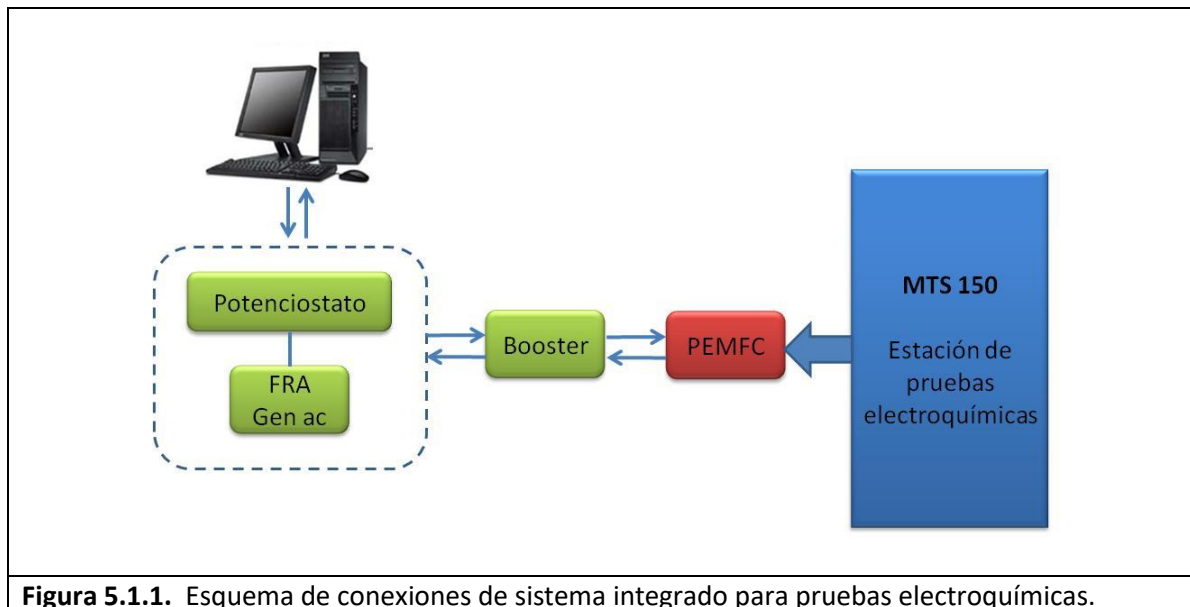 Potenciostato
FRA
Gen ac
Booster
PEMFC
MTS 150
Estación de
pruebas
electroquímicas
Figura 5.1.1. Esquema de conexiones de sistema integrado para pruebas electroquímicas.